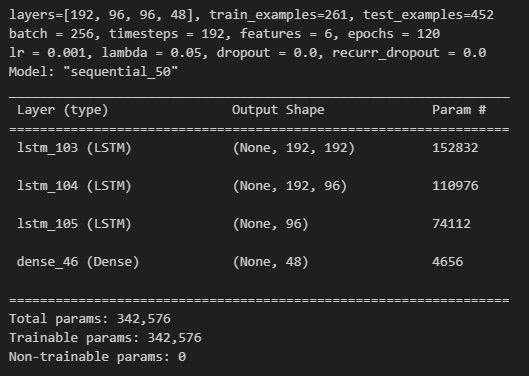 layers=[192, 96, 96, 48], train_examples=261, test_examples=452
batch = 256, timesteps = 192, features = 6, epochs = 120
lr = 0.001, lambda = 0.05, dropout = 0.0, recurr_dropout = 0.0
Model: "sequential_50"
_________________________________________________________________
Layer (type) Output Shape Param #
=================================================================
lstm_103 (LSTM) (None, 192, 192) 152832
lstm_104 (LSTM) (None, 192, 96) 110976
lstm_105 (LSTM) (None, 96) 74112
dense_46 (Dense) (None, 48) 4656
=================================================================
Total params: 342,576
Trainable params: 342,576
Non-trainable params: 0